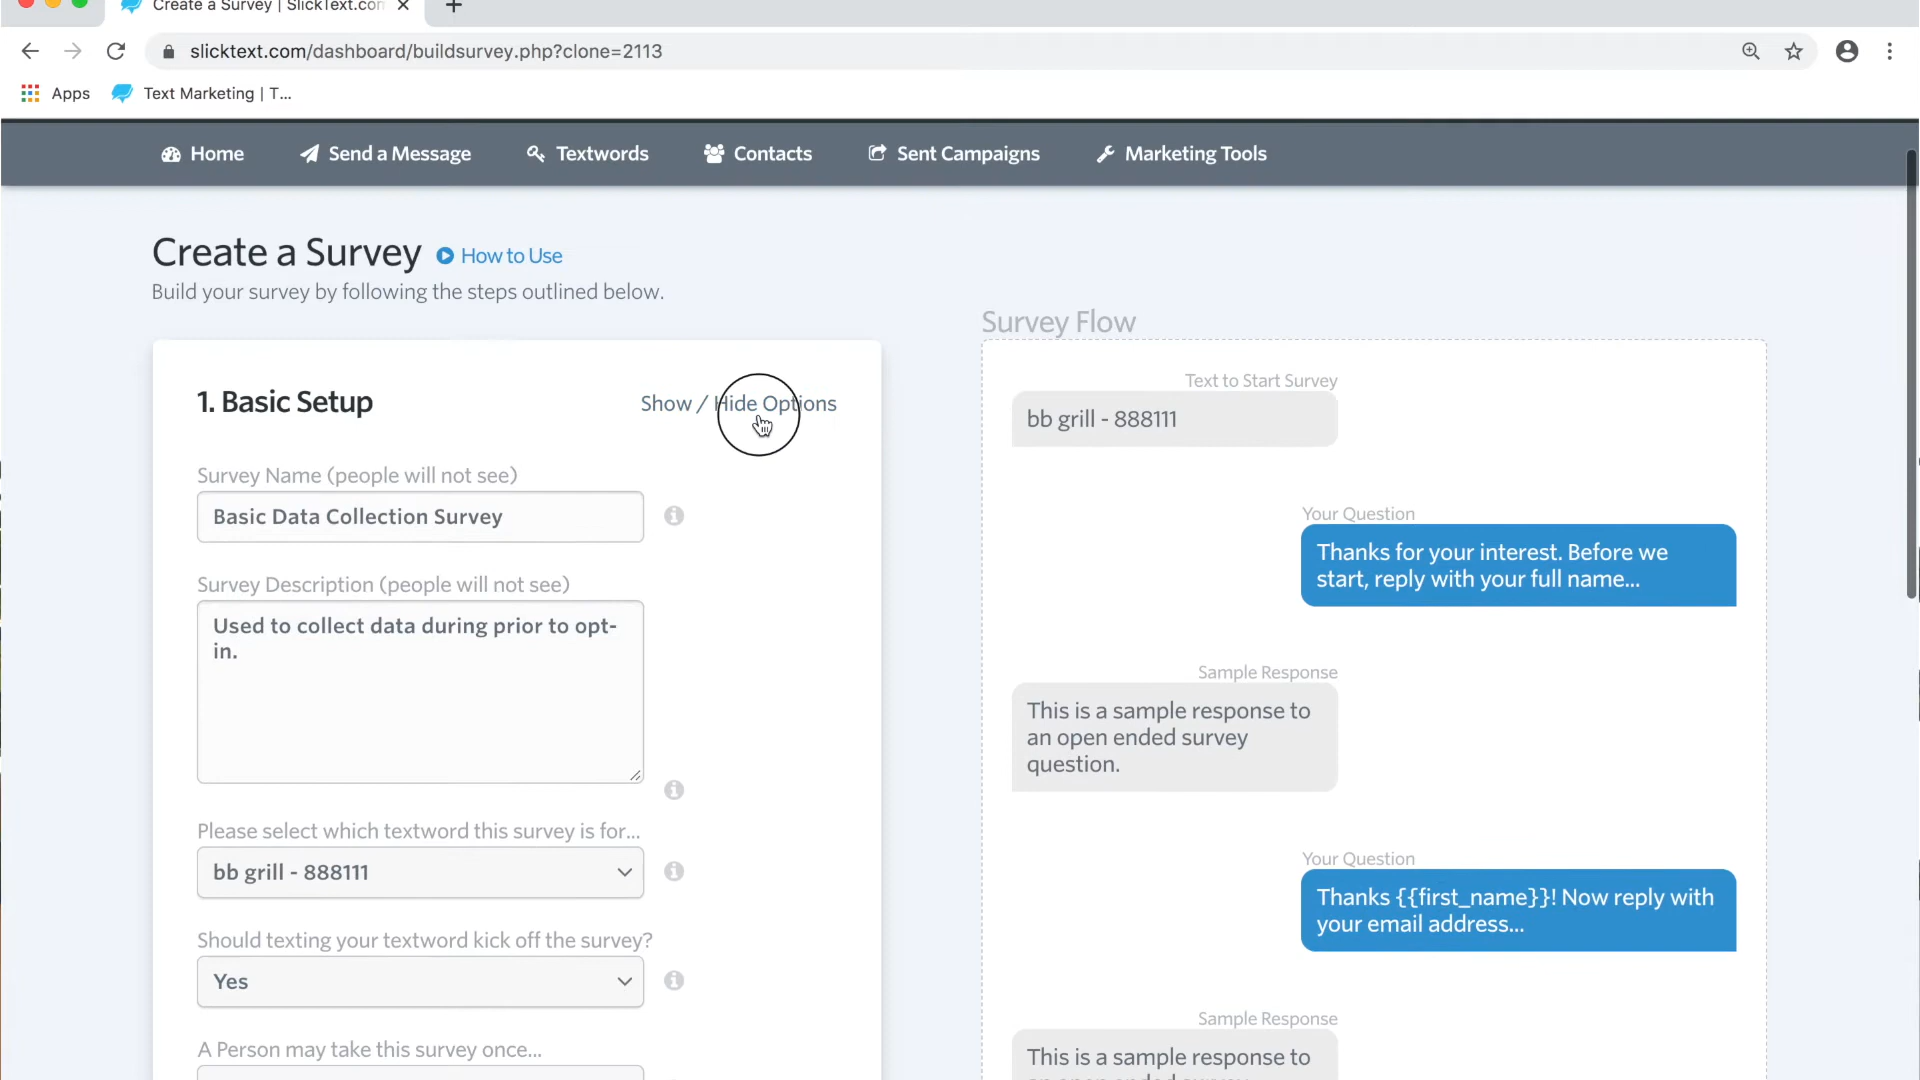 Create a Survey | SlickText.com
slicktext.com/dashboard/buildsurvey.php?clone=2113
Apps
Text Marketing | T...
Home
Send a Message
Textwords
Contacts
Sent Campaigns
Marketing Tools
Create a Survey
How to Use
Build your survey by following the steps outlined below.
1. Basic Setup
Show / Hide Options
Survey Name (people will not see)
Basic Data Collection Survey
Survey Description (people will not see)
Used to collect data during prior to opt-
in.
Please select which textword this survey is for...
bb grill - 888111
Should texting your textword kick off the survey?
Yes
A Person may take this survey once...
Survey Flow
Text to Start Survey
bb grill - 888111
Your Question
Thanks for your interest. Before we
start, reply with your full name...
Sample Response
This is a sample response to
an open ended survey
question.
Your Question
Thanks {{first_name}}! Now reply with
your email address...
Sample Response
This is a sample response to